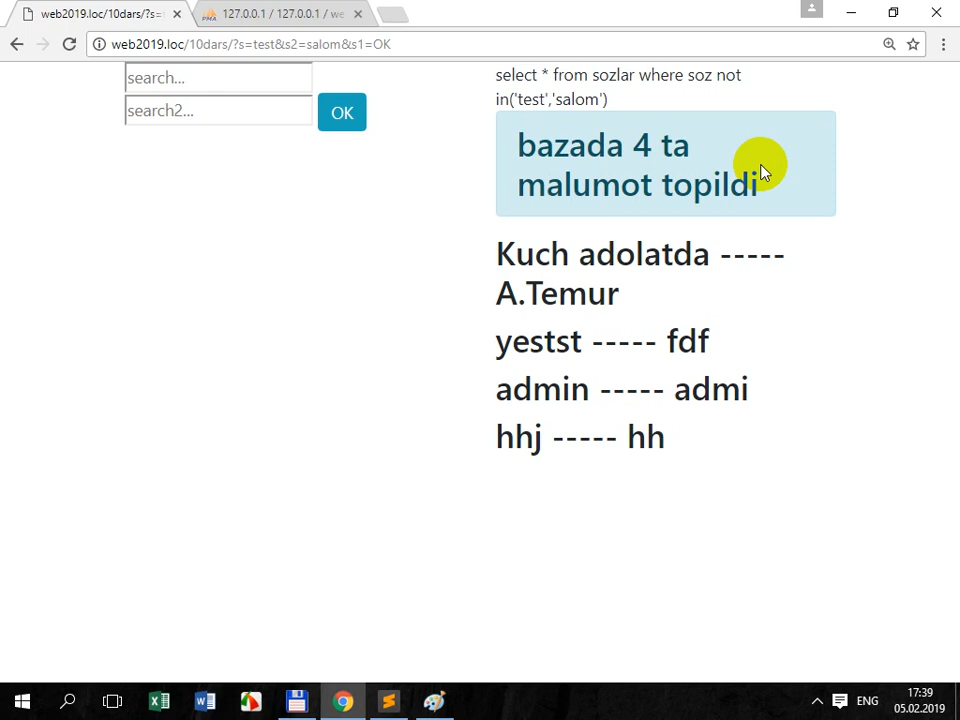 web2019.loc/10dars/?s=
127.0.0.1 / 127.0.0.1 / we
web2019.loc/10dars/?s=test&s2=salom&s1=OK
search...
search2...
OK
select * from sozlar where soz not
in('test','salom')
bazada 4 ta
malumot topildi
Kuch adolatda -----
A.Temur
yestst ----- fdf
admin ----- admi
hhj ----- hh
ENG
17:39
05.02.2019